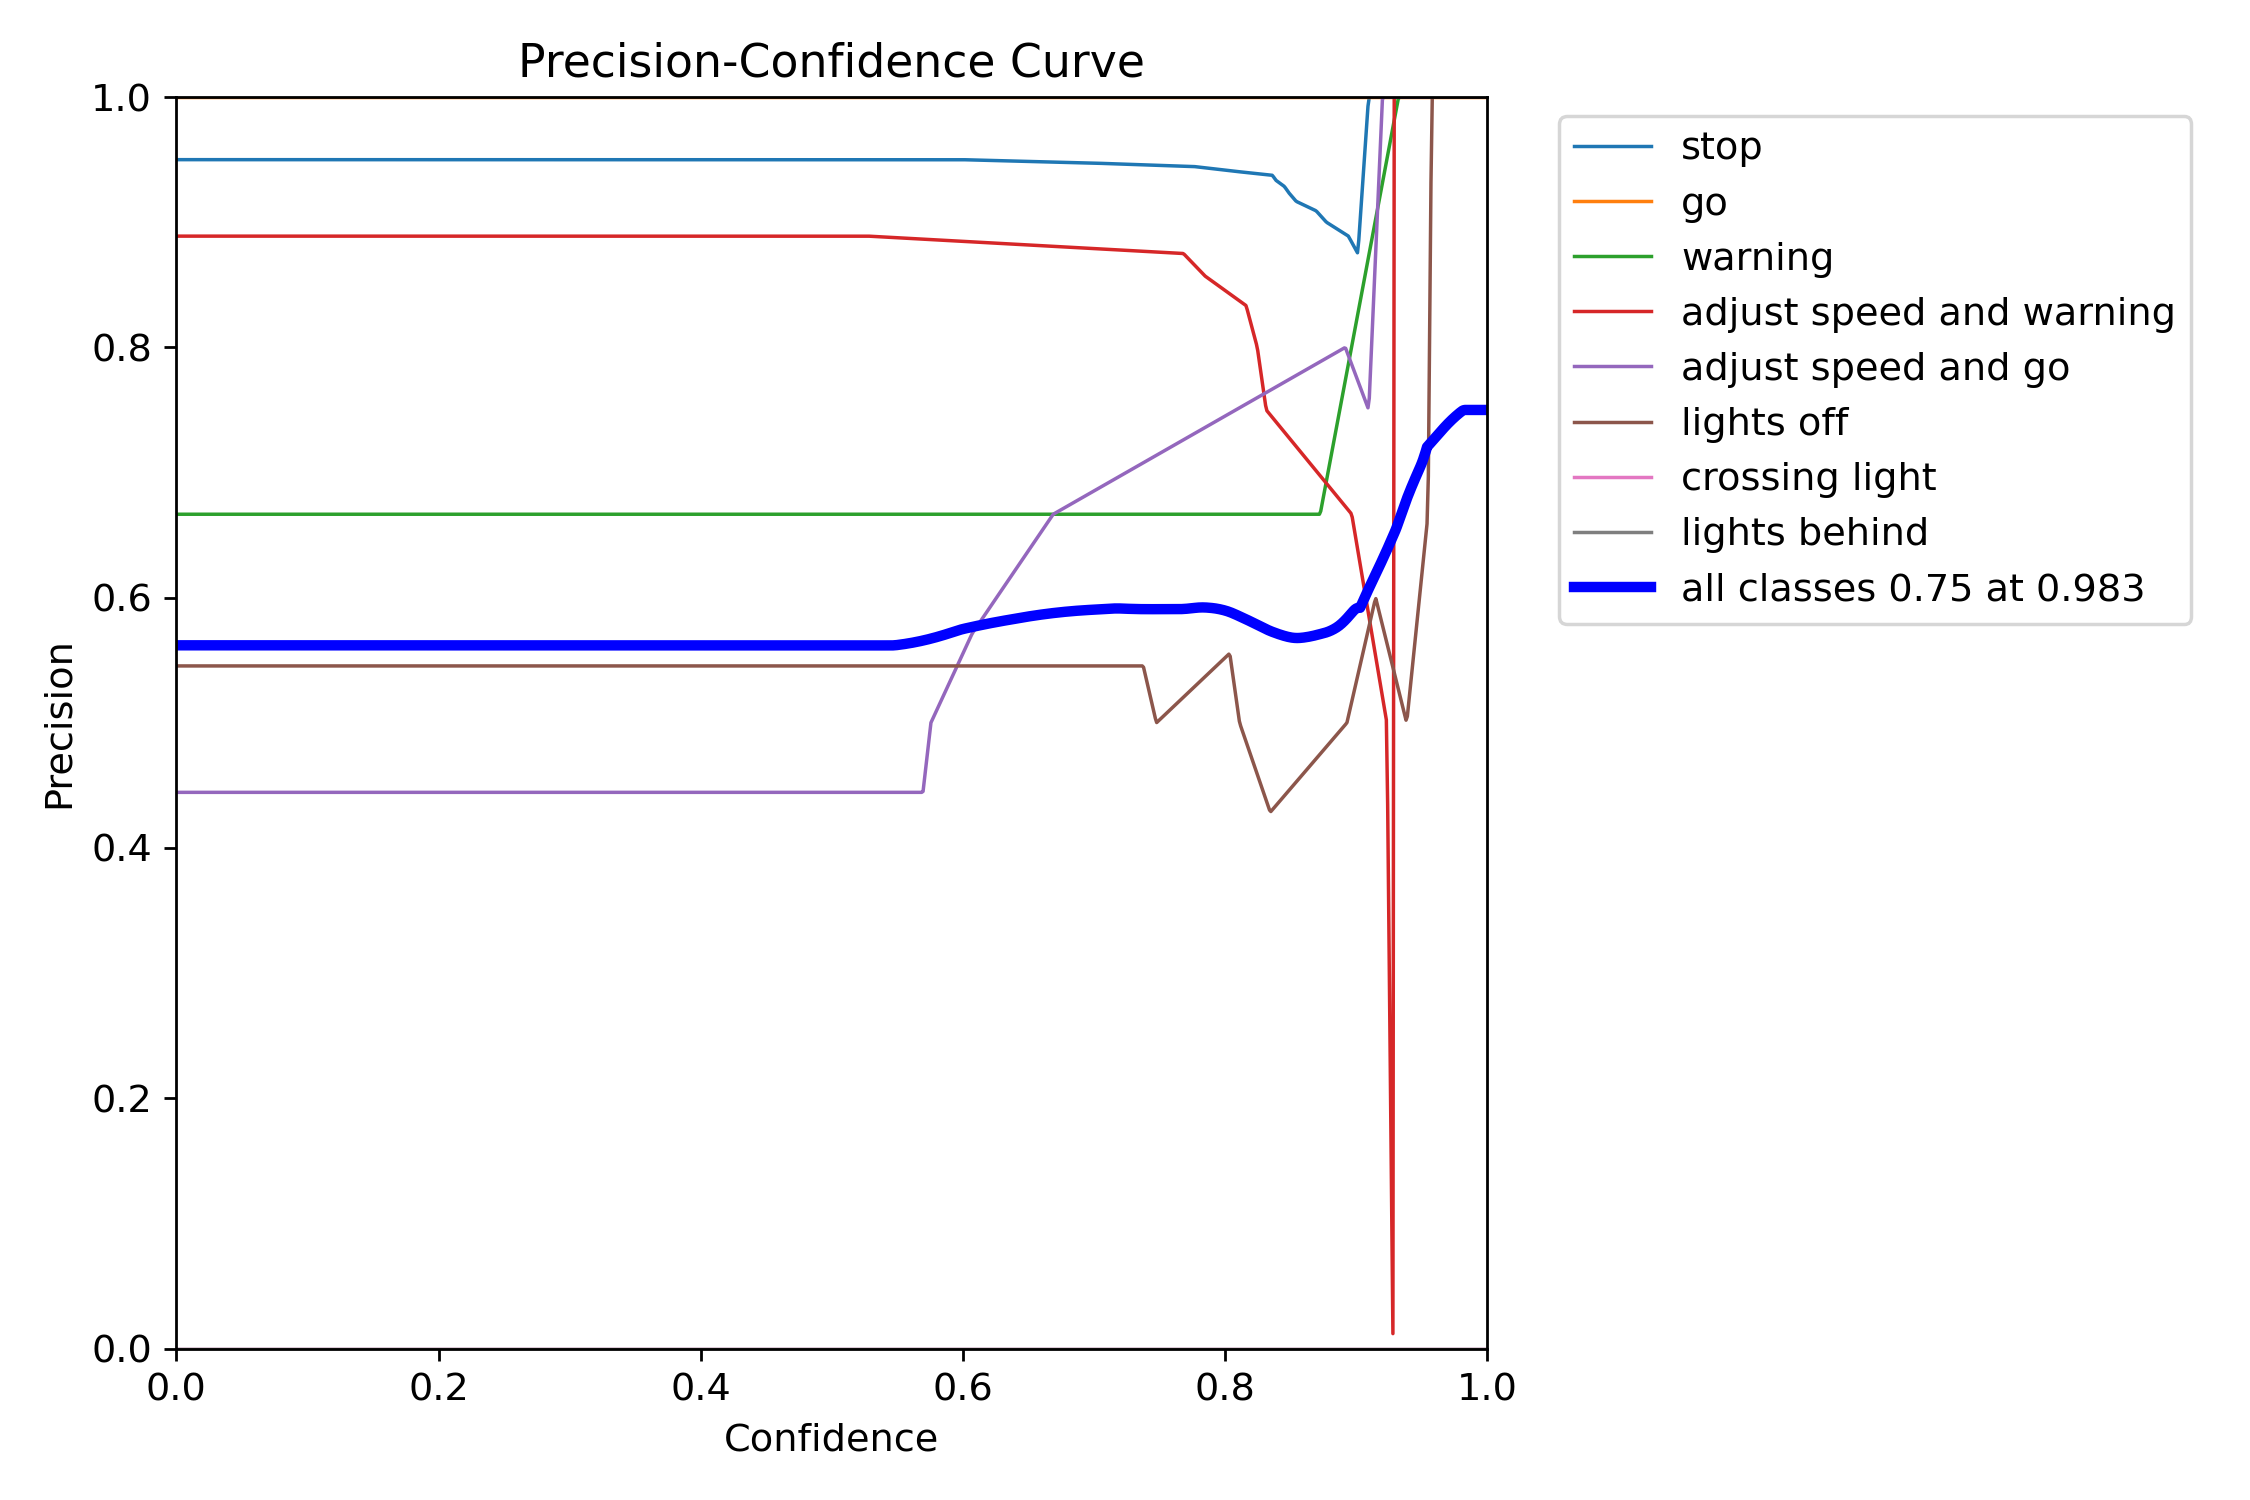 Precision-Confidence Curve
1.0
0.8
0.6
0.4
0.2
0.0
Precision
0.0 0.2 0.4 0.6 0.8 1.0
Confidence
stop
go
warning
adjust speed and warning
adjust speed and go
lights off
crossing light
lights behind
all classes 0.75 at 0.983